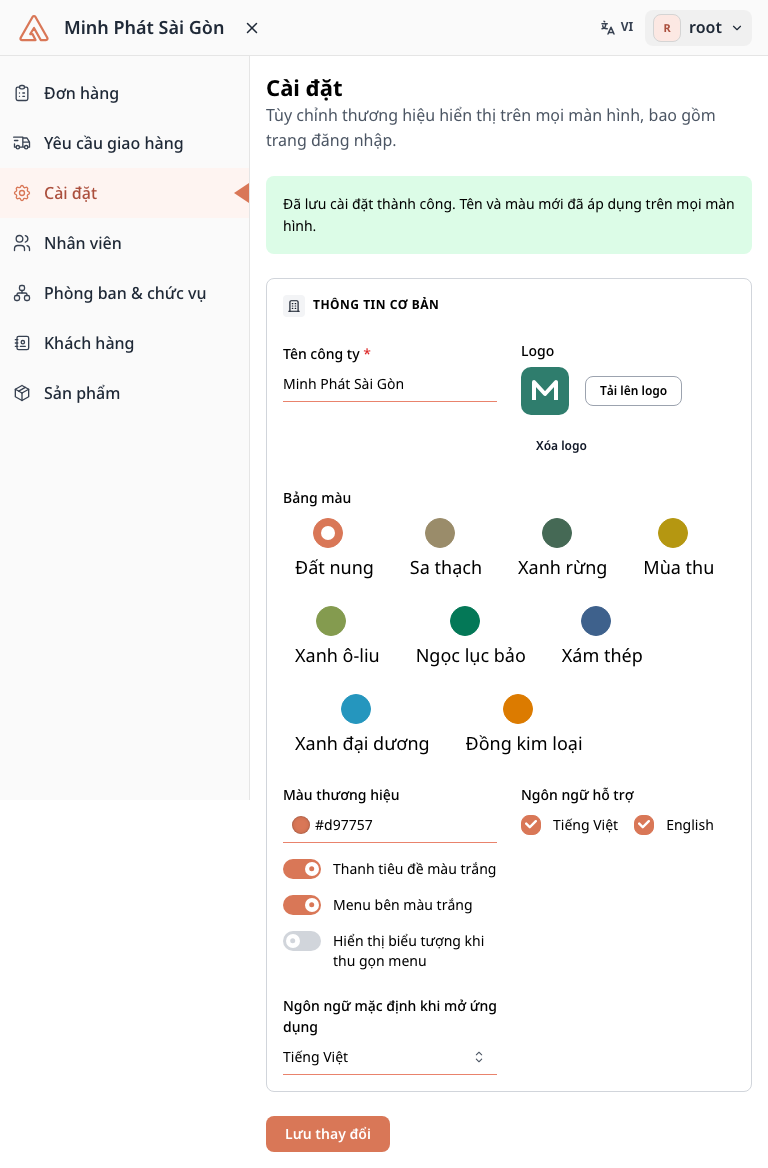 Minh Phát Sài Gòn
VI
R
root
Đơn hàng
Yêu cầu giao hàng
Cài đặt
Nhân viên
Phòng ban & chức vụ
Khách hàng
Sản phẩm
Cài đặt
Tùy chỉnh thương hiệu hiển thị trên mọi màn hình, bao gồm
trang đăng nhập.
Đã lưu cài đặt thành công. Tên và màu mới đã áp dụng trên mọi màn
hình.
THÔNG TIN CƠ BẢN
Tên công ty *
Minh Phát Sài Gòn
Logo
M
Tải lên logo
Xóa logo
Bảng màu
Đất nung
Sa thạch
Xanh rừng
Mùa thu
Xanh ô-liu
Ngọc lục bảo
Xám thép
Xanh đại dương
Đồng kim loại
Màu thương hiệu
#d97757
Ngôn ngữ hỗ trợ
Tiếng Việt
English
Thanh tiêu đề màu trắng
Menu bên màu trắng
Hiển thị biểu tượng khi
thu gọn menu
Ngôn ngữ mặc định khi mở ứng
dụng
Tiếng Việt
Lưu thay đổi